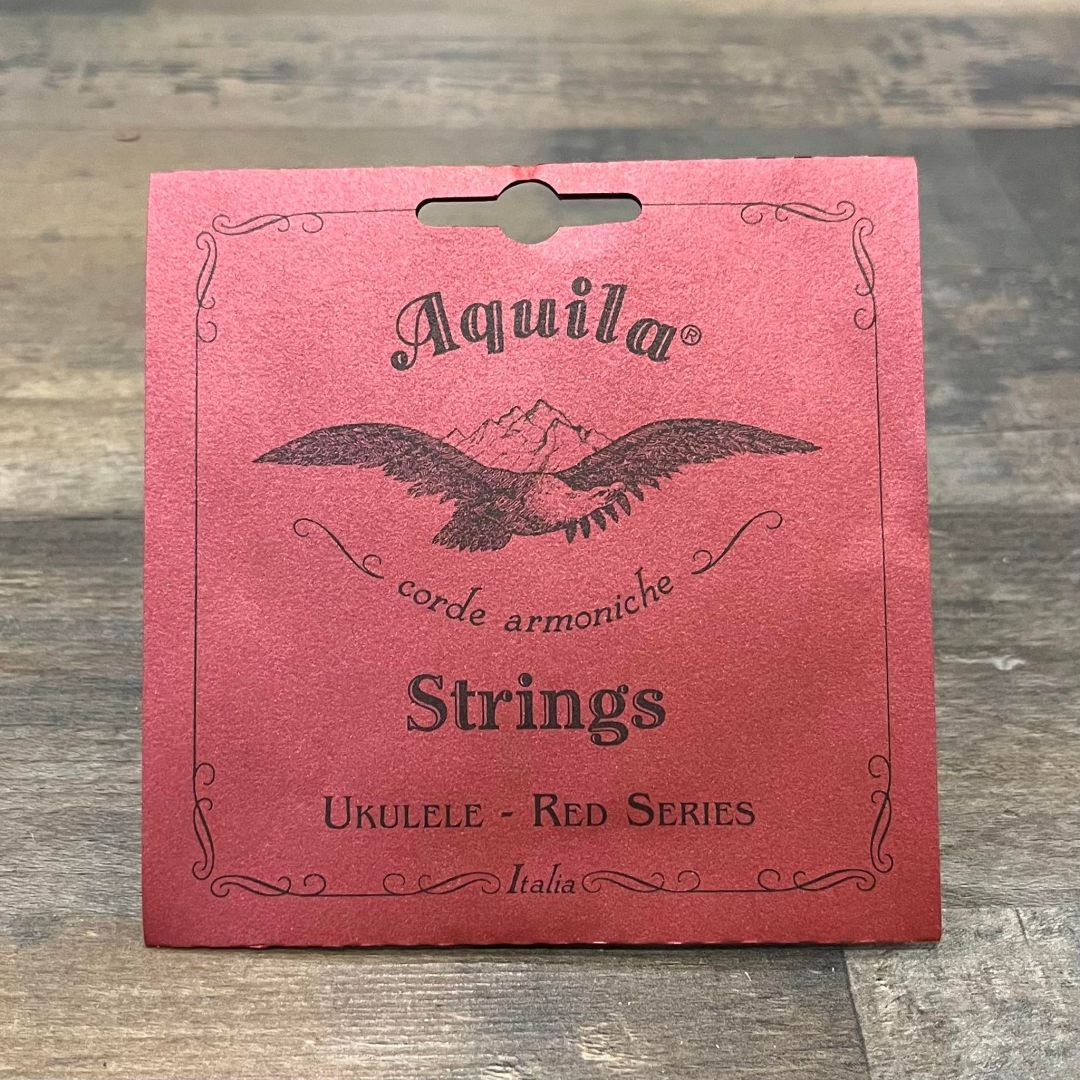 Aquila®
corde armoniche
Strings
UKULELE - RED SERIES
Italia